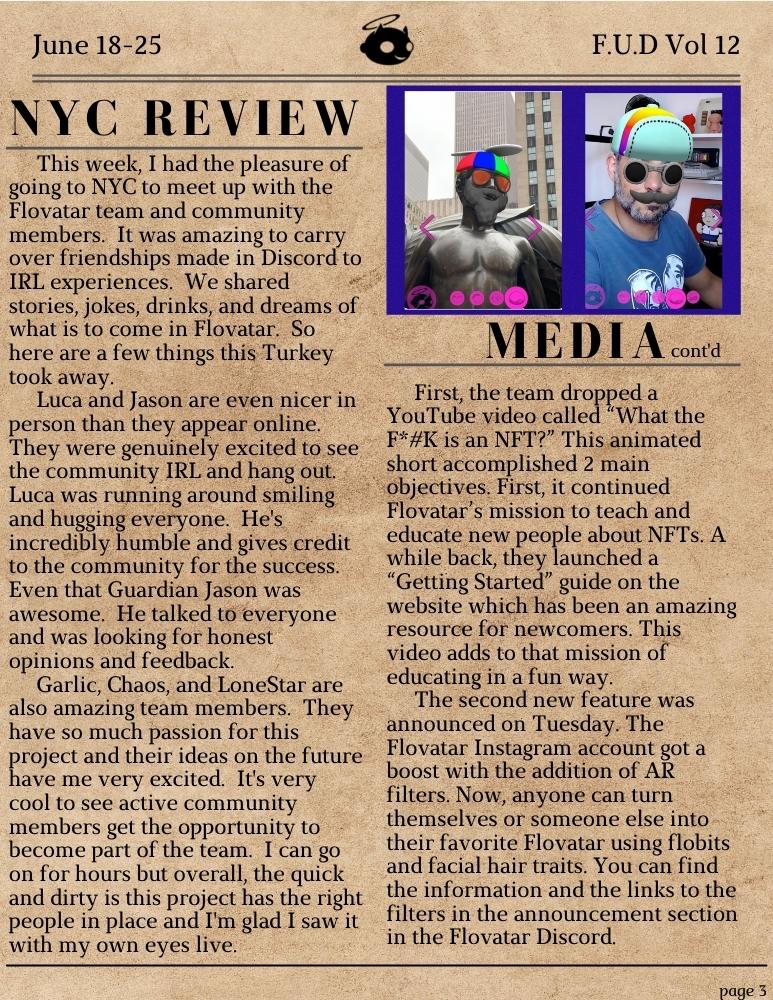 June 18-25
F.U.D Vol 12
NYC REVIEW
This week, I had the pleasure of
going to NYC to meet up with the
Flovatar team and community
members. It was amazing to carry
over friendships made in Discord to
IRL experiences. We shared
stories, jokes, drinks, and dreams of
what is to come in Flovatar. So
here are a few things this Turkey
took away.
Luca and Jason are even nicer in
person than they appear online.
They were genuinely excited to see
the community IRL and hang out.
Luca was running around smiling
and hugging everyone. He's
incredibly humble and gives credit
to the community for the success.
Even that Guardian Jason was
awesome. He talked to everyone
and was looking for honest
opinions and feedback.
Garlic, Chaos, and LoneStar are
also amazing team members. They
have so much passion for this
project and their ideas on the future
have me very excited. It's very
cool to see active community
members get the opportunity to
become part of the team. I can go
on for hours but overall, the quick
and dirty is this project has the right
people in place and I'm glad I saw it
with my own eyes live.
MEDIA cont'd
First, the team dropped a
YouTube video called “What the
F*#K is an NFT?” This animated
short accomplished 2 main
objectives. First, it continued
Flovatar’s mission to teach and
educate new people about NFTs. A
while back, they launched a
“Getting Started” guide on the
website which has been an amazing
resource for newcomers. This
video adds to that mission of
educating in a fun way.
The second new feature was
announced on Tuesday. The
Flovatar Instagram account got a
boost with the addition of AR
filters. Now, anyone can turn
themselves or someone else into
their favorite Flovatar using flobits
and facial hair traits. You can find
the information and the links to the
filters in the announcement section
in the Flovatar Discord.
page 3